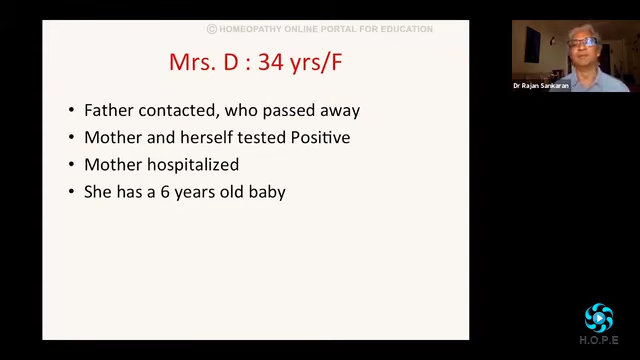 © HOMEOPATHY ONLINE PORTAL FOR EDUCATION
Mrs. D : 34 yrs/F
• Father contacted, who passed away
• Mother and herself tested Positive
• Mother hospitalized
• She has a 6 years old baby
Dr Rajan Sankaran
H.O.P.E